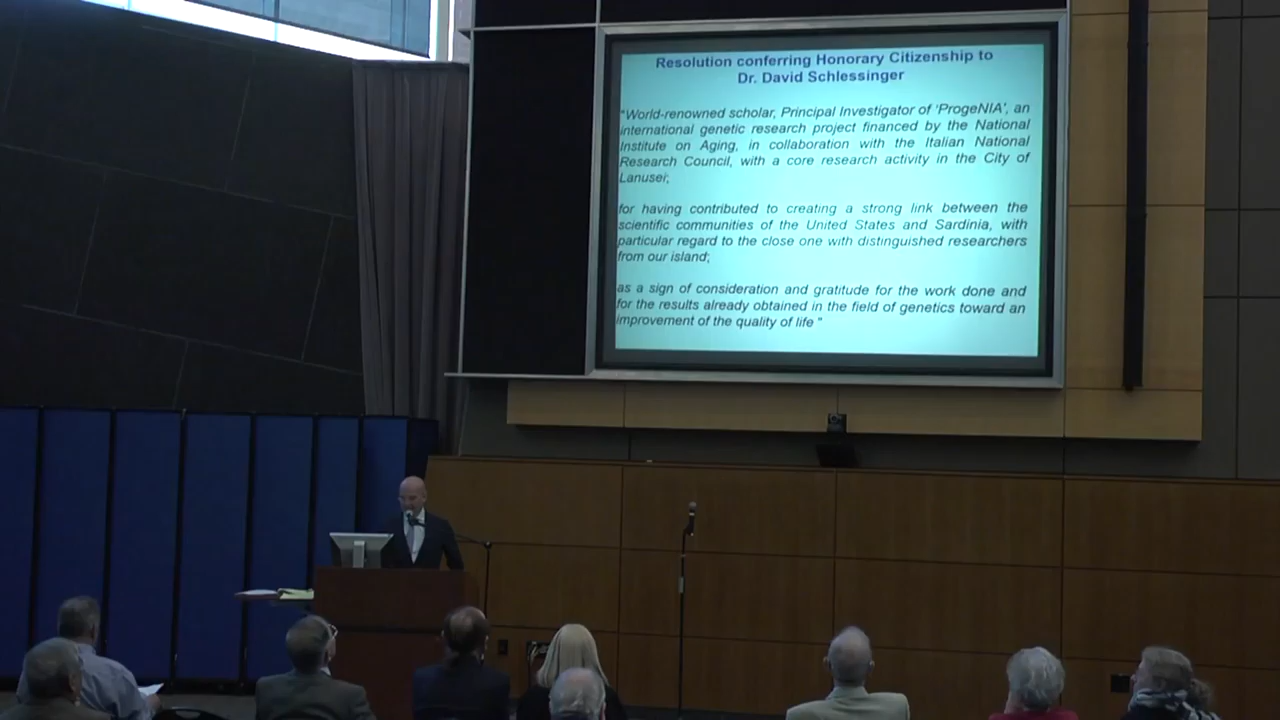 Resolution conferring Honorary Citizenship to
Dr. David Schlessinger
"World-renowned scholar, Principal Investigator of 'ProgeNIA', an
international genetic research project financed by the National
Institute on Aging, in collaboration with the Italian National
Research Council, with a core research activity in the City of
Lanusei;
for having contributed to creating a strong link between the
scientific communities of the United States and Sardinia, with
particular regard to the close one with distinguished researchers
from our island;
as a sign of consideration and gratitude for the work done and
for the results already obtained in the field of genetics toward an
improvement of the quality of life "